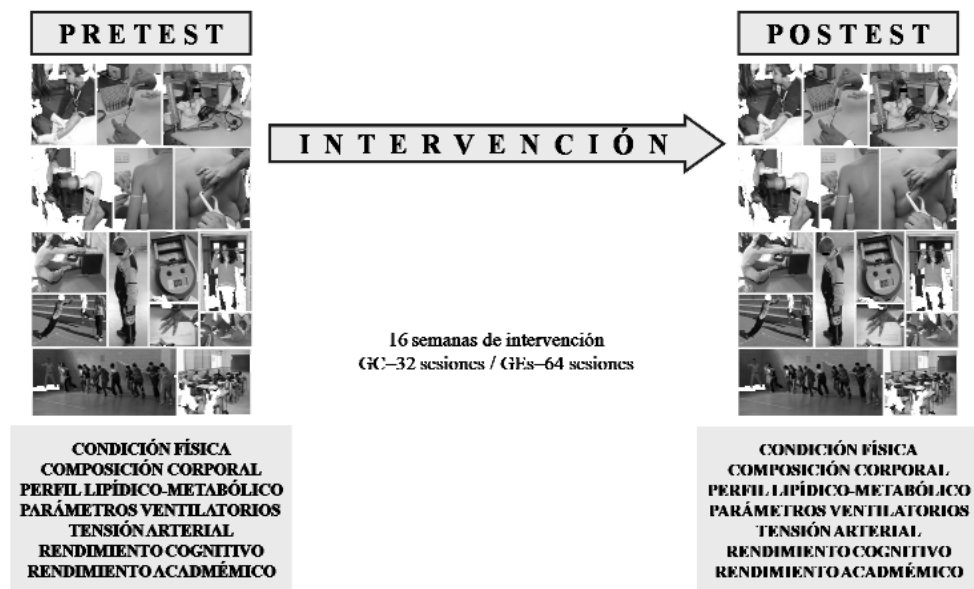 PRETEST
POSTEST
INTERVENCIÓN
16 semanas de intervención
GC–32 sesiones / GEs–64 sesiones
CONDICIÓN FÍSICA
COMPOSICIÓN CORPORAL
PERFIL LIPÍDICO-METABÓLICO
PARÁMETROS VENTILATORIOS
TENSIÓN ARTERIAL
RENDIMIENTO COGNITIVO
RENDIMIENTO ACADMÉMICO
CONDICIÓN FÍSICA
COMPOSICIÓN CORPORAL
PERFIL LIPÍDICO-METABÓLICO
PARÁMETROS VENTILATORIOS
TENSIÓN ARTERIAL
RENDIMIENTO COGNITIVO
RENDIMIENTO ACADMÉMICO